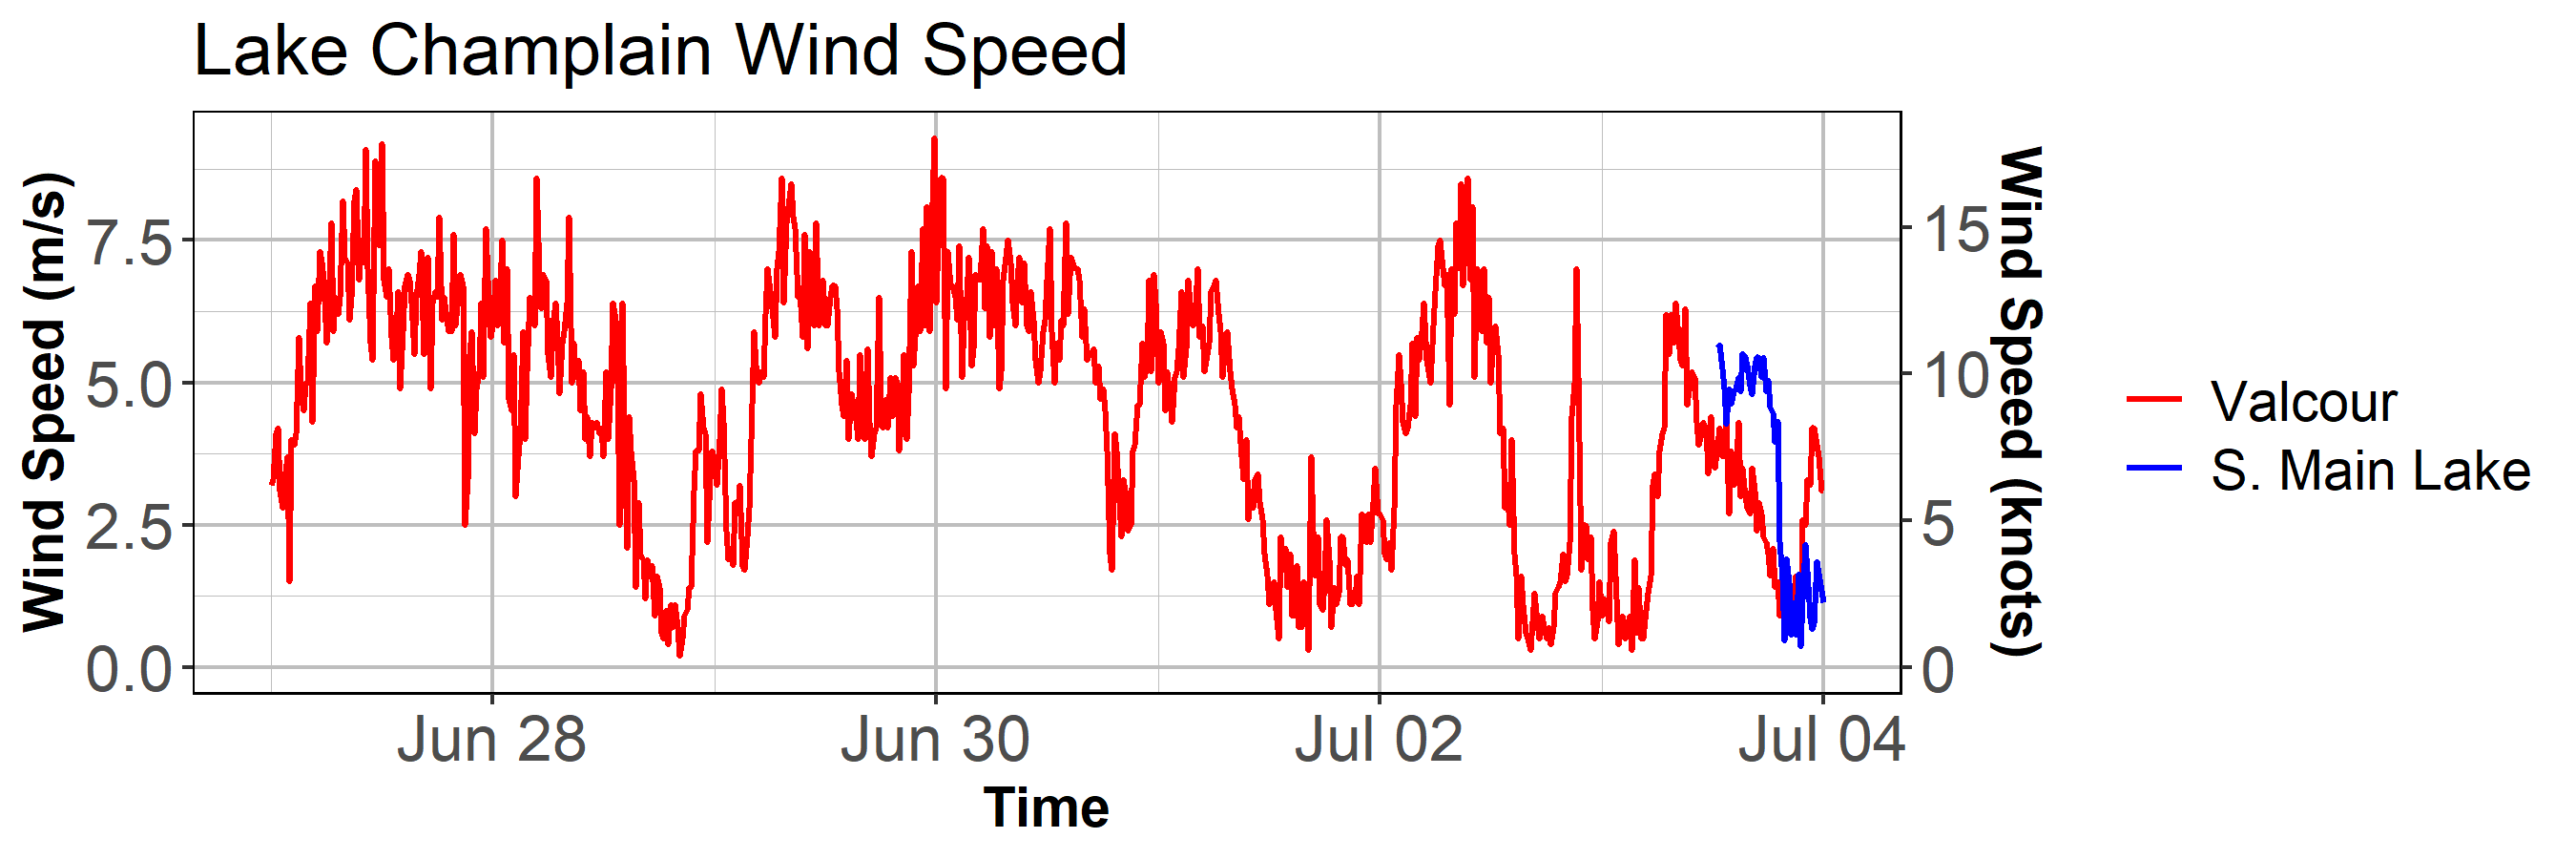 Lake Champlain Wind Speed
Wind Speed (m/s)
7.5
5.0
2.5
0.0
15
10
5
0
Wind Speed (knots)
Jun 28
Jun 30
Jul 02
Jul 04
Time
Valcour
S. Main Lake